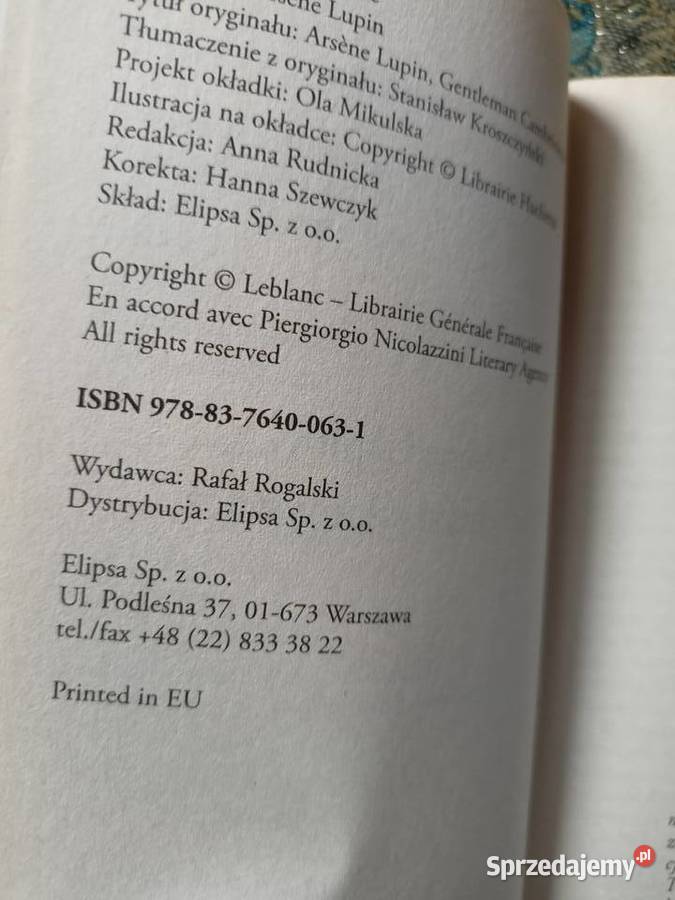 sène Lupin
Tytuł oryginału: Arsène Lupin, Gentleman
Tłumaczenie z oryginału: Stanisław Kroszczyński
Projekt okładki: Ola Mikulska
Ilustracja na okładce: Copyright © Librairie
Redakcja: Anna Rudnicka
Korekta: Hanna Szewczyk
Skład: Elipsa Sp. z o.o.
Copyright © Leblanc – Librairie Générale Française
En accord avec Piergiorgio Nicolazzini Literary Agency
All rights reserved
ISBN 978-83-7640-063-1
Wydawca: Rafał Rogalski
Dystrybucja: Elipsa Sp. z o.o.
Elipsa Sp. z o.o.
Ul. Podleśna 37, 01-673 Warszawa
tel./fax +48 (22) 833 38 22
Printed in EU
Sprzedajemy.pl